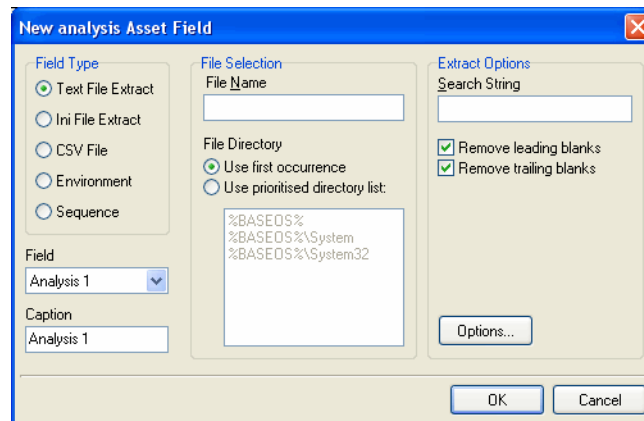 New analysis Asset Field
Field Type
Text File Extract
Ini File Extract
CSV File
Environment
Sequence
Field
Analysis 1
Caption
Analysis 1
File Selection
File Name
File Directory
Use first occurrence
Use prioritised directory list:
%BASEOS%
%BASEOS%\System
%BASEOS%\System32
Extract Options
Search String
Remove leading blanks
Remove trailing blanks
Options...
OK
Cancel